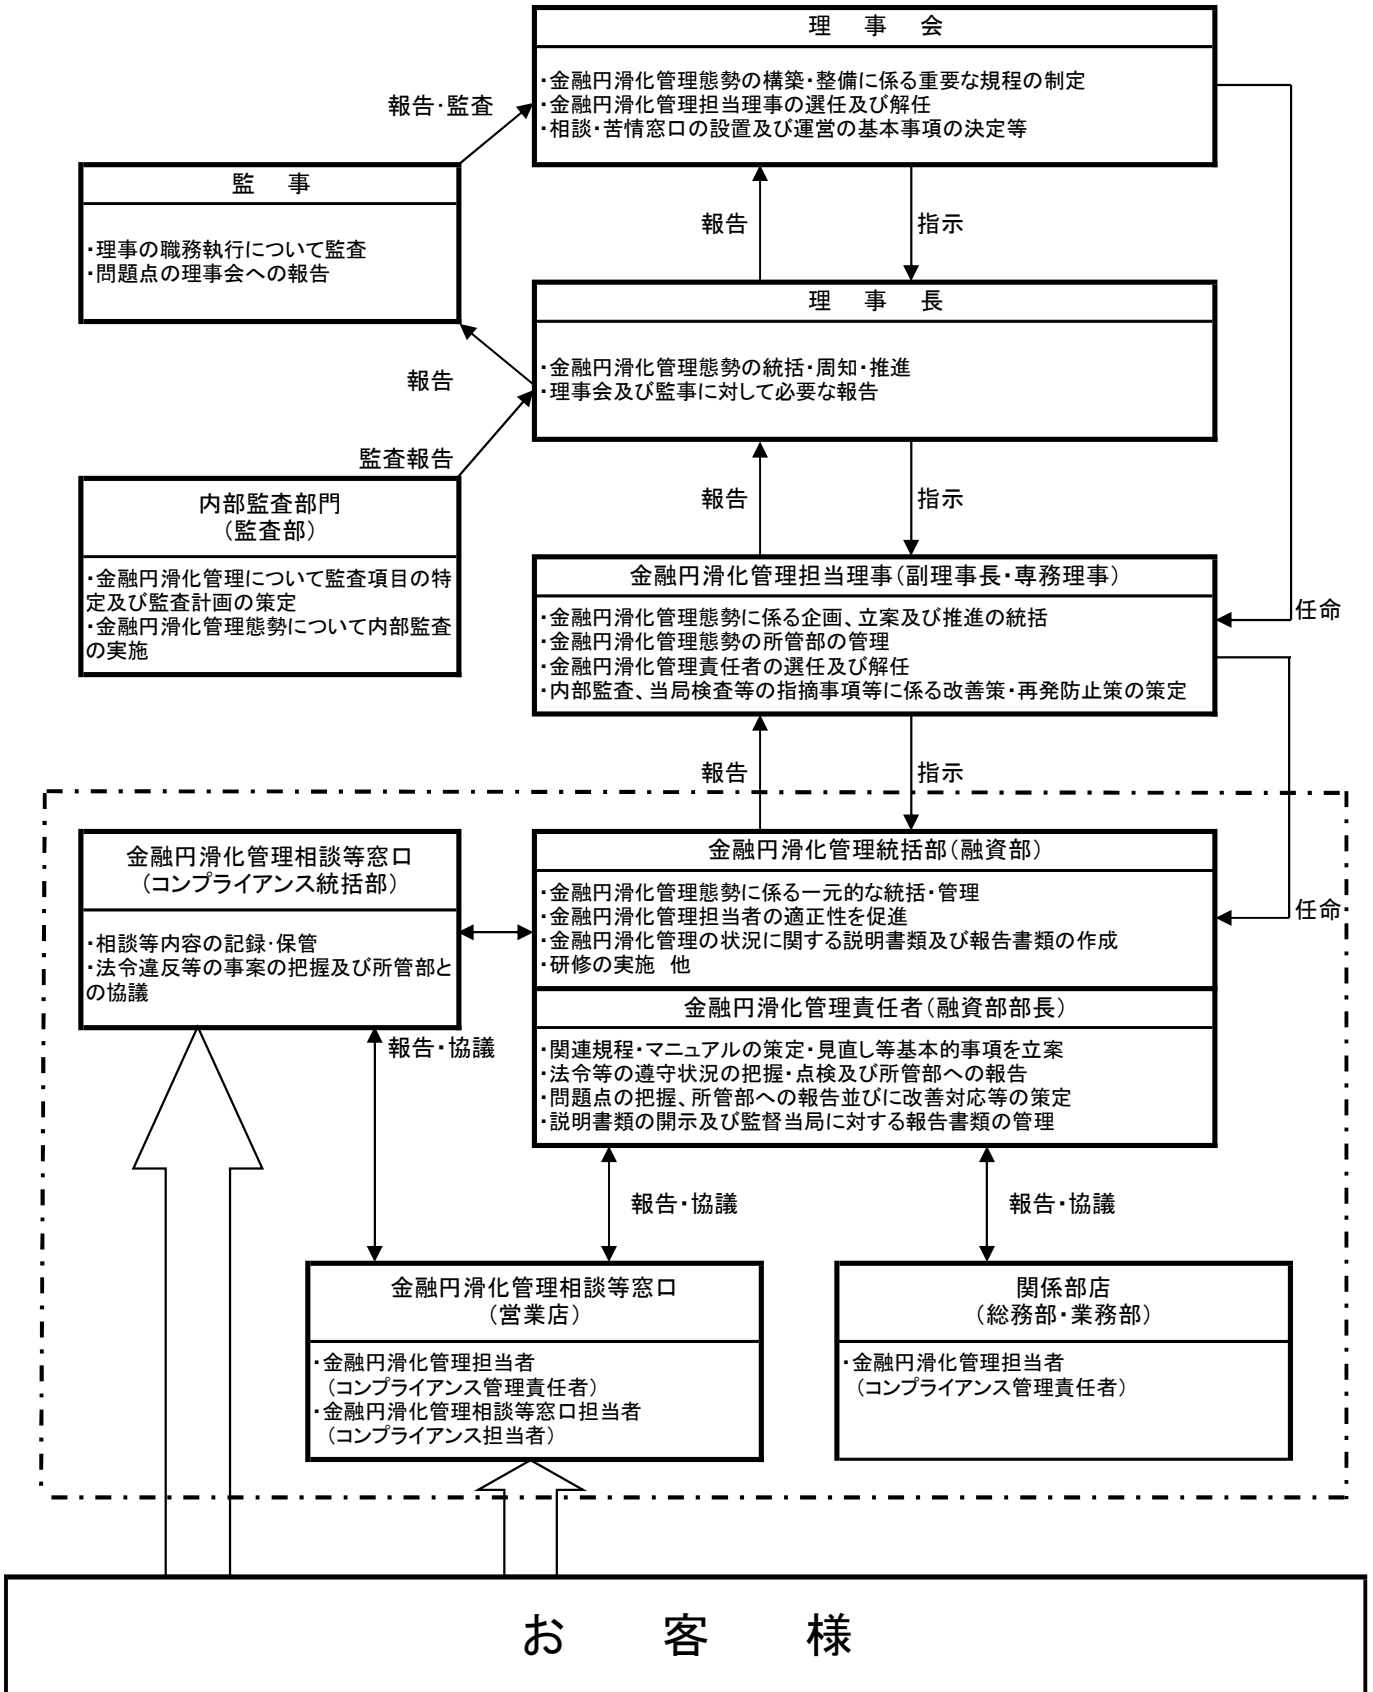 理　事　会
・金融円滑化管理態勢の構築・整備に係る重要な規程の制定
・金融円滑化管理担当理事の選任及び解任
・相談・苦情窓口の設置及び運営の基本事項の決定等
報告・監査
監　事
・理事の職務執行について監査
・問題点の理事会への報告
報告
指示
理　事　長
・金融円滑化管理態勢の統括・周知・推進
・理事会及び監事に対して必要な報告
報告
監査報告
内部監査部門
（監査部）
・金融円滑化管理について監査項目の特
定及び監査計画の策定
・金融円滑化管理態勢について内部監査
の実施
報告
指示
金融円滑化管理担当理事（副理事長・専務理事）
・金融円滑化管理態勢に係る企画、立案及び推進の統括
・金融円滑化管理態勢の所管部の管理
・金融円滑化管理責任者の選任及び解任
・内部監査、当局検査等の指摘事項等に係る改善策・再発防止策の策定
任命
報告
指示
金融円滑化管理相談等窓口
（コンプライアンス統括部）
・相談等内容の記録・保管
・法令違反等の事案の把握及び所管部と
の協議
金融円滑化管理統括部（融資部）
・金融円滑化管理態勢に係る一元的な統括・管理
・金融円滑化管理担当者の適正性を促進
・金融円滑化管理の状況に関する説明書類及び報告書類の作成
・研修の実施　他
任命
金融円滑化管理責任者（融資部部長）
・関連規程・マニュアルの策定・見直し等基本的事項を立案
・法令等の遵守状況の把握・点検及び所管部への報告
・問題点の把握、所管部への報告並びに改善対応等の策定
・説明書類の開示及び監督当局に対する報告書類の管理
報告・協議
報告・協議
報告・協議
金融円滑化管理相談等窓口
（営業店）
・金融円滑化管理担当者
（コンプライアンス管理責任者）
・金融円滑化管理相談等窓口担当者
（コンプライアンス担当者）
関係部店
（総務部・業務部）
・金融円滑化管理担当者
（コンプライアンス管理責任者）
お　客　様